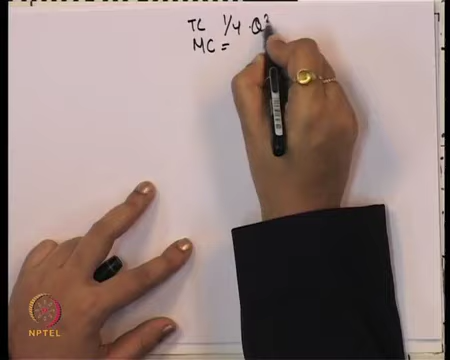 TC 1/4 · Q²
MC =
NPTEL